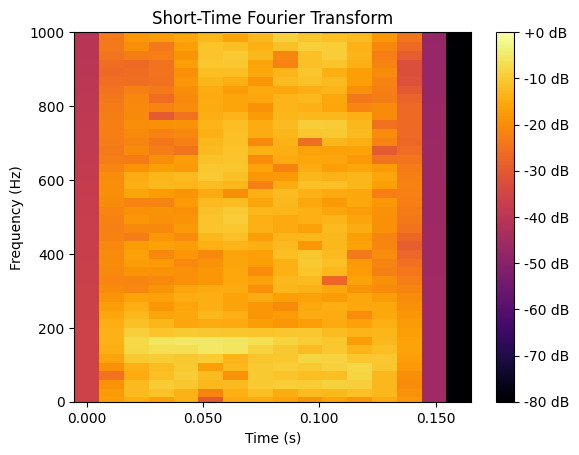 Short-Time Fourier Transform
1000
800
600
400
200
0
Frequency (Hz)
0.000
0.050
0.100
0.150
Time (s)
+0 dB
-10 dB
-20 dB
-30 dB
-40 dB
-50 dB
-60 dB
-70 dB
-80 dB